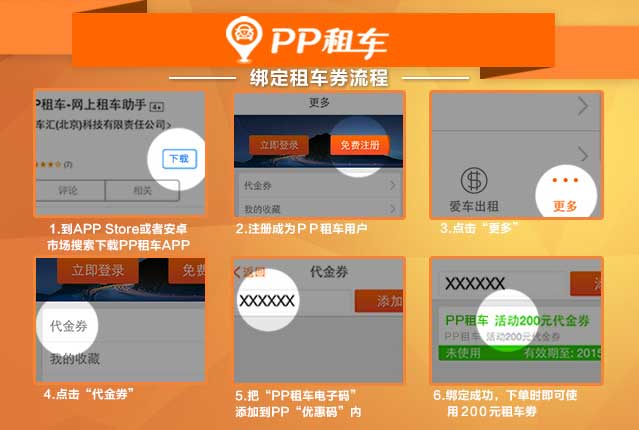 PP租车
绑定租车券流程
P租车-网上租车助手 4+
车汇(北京)科技有限责任公司>
(7)
下载
评论
相关
1.到APP Store或者安卓
市场搜索下载PP租车APP
更多
立即登录
免费注册
代金券
我的收藏
2.注册成为PP租车用户
爱车出租
更多
3.点击“更多”
立即登录
免费
代金券
我的收藏
4.点击“代金券”
返回
代金券
XXXXXX
添加
5.把“PP租车电子码”
添加到PP“优惠码”内
XXXXXX
PP租车 活动200元代金券
PP租车 活动200元代金券
未使用
有效期至: 2015
6.绑定成功，下单时即可使
用200元租车券